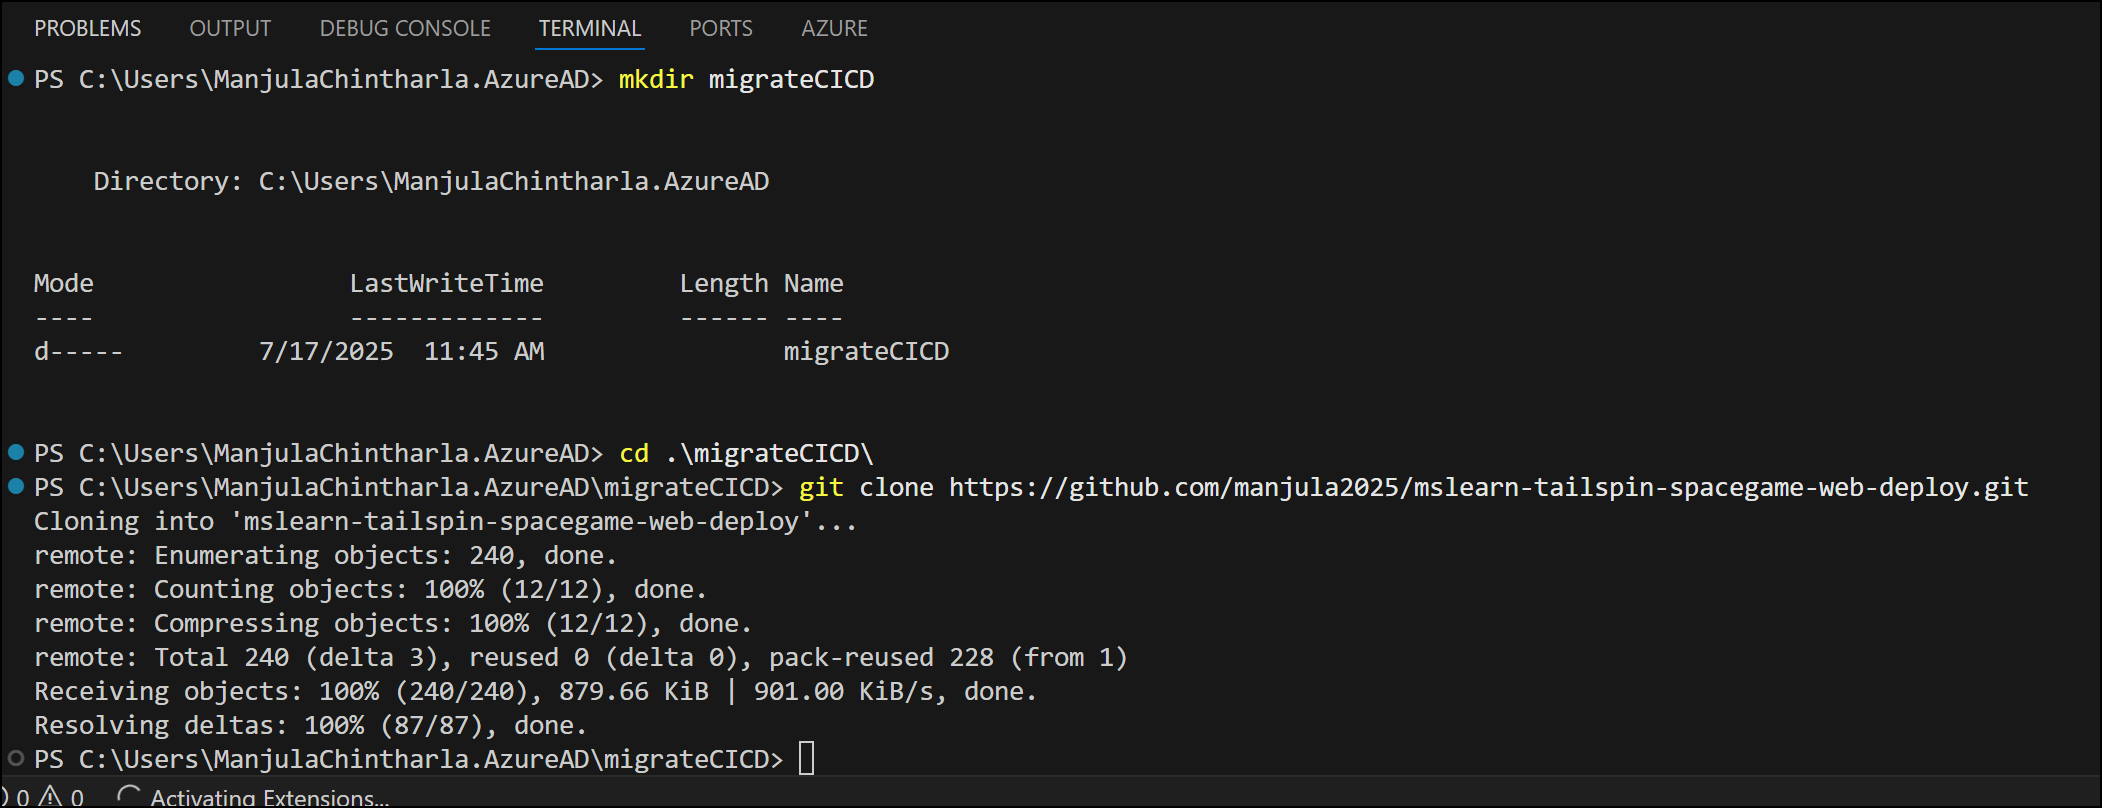 PROBLEMS OUTPUT DEBUG CONSOLE TERMINAL PORTS AZURE
PS C:\Users\ManjulaChintharla.AzureAD> mkdir migrateCICD
Directory: C:\Users\ManjulaChintharla.AzureAD
Mode LastWriteTime Length Name
---- ------------- ------ ----
d----- 7/17/2025 11:45 AM migrateCICD
PS C:\Users\ManjulaChintharla.AzureAD> cd .\migrateCICD\
PS C:\Users\ManjulaChintharla.AzureAD\migrateCICD> git clone https://github.com/manjula2025/mslearn-tailspin-spacegame-web-deploy.git
Cloning into 'mslearn-tailspin-spacegame-web-deploy'...
remote: Enumerating objects: 240, done.
remote: Counting objects: 100% (12/12), done.
remote: Compressing objects: 100% (12/12), done.
remote: Total 240 (delta 3), reused 0 (delta 0), pack-reused 228 (from 1)
Receiving objects: 100% (240/240), 879.66 KiB | 901.00 KiB/s, done.
Resolving deltas: 100% (87/87), done.
PS C:\Users\ManjulaChintharla.AzureAD\migrateCICD>
0 0 Activating Extensions...